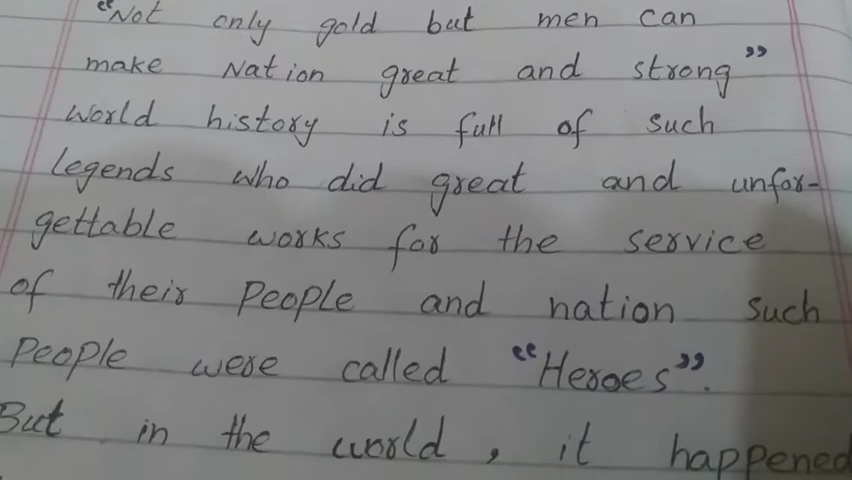 “Not only gold but men can
make Nation great and strong”
World history is full of such
legends who did great and unfor-
gettable works for the service
of their People and nation such
People were called “Heroes”.
But in the world, it happened